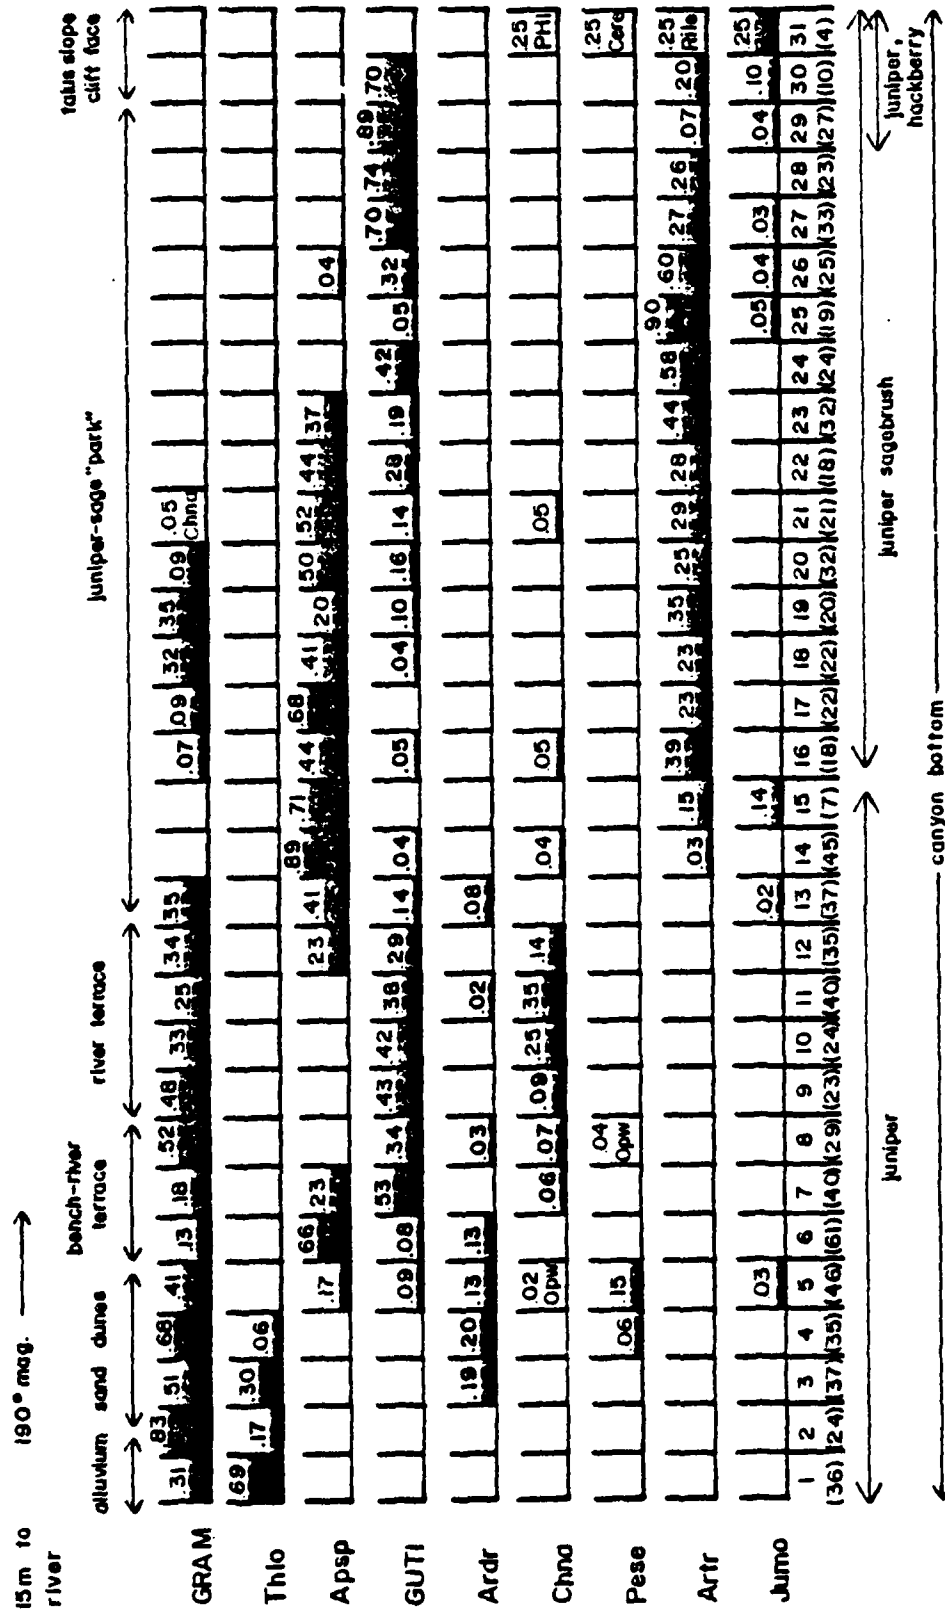 15m to river
190° mag.
alluvium sand dunes bench-river terrace river terrace juniper-sage "park" talus slope cliff face
GRAM .31 .83 .51 .68 .41 .13 .18 .52 .48 .33 .25 .34 .35 .07 .09 .32 .35 .09 .05 Chna
Thlo .69 .17 .30 .06
Apsp .17 .66 .23 .23 .41 .89 .71 .44 .68 .41 .20 .50 .52 .44 .37 .04
GUTI .09 .08 .53 .34 .43 .42 .38 .29 .14 .04 .05 .04 .10 .16 .14 .28 .19 .42 .05 .32 .70 .74 .89 .70
Ardr .19 .20 .13 .13 .03 .02 .08
Chna .02 Opw .06 .07 .09 .25 .35 .14 .04 .05 .05 .25 PHI
Pese .06 .15 .04 Opw .25 Cere
Artr .03 .15 .39 .23 .23 .35 .25 .29 .28 .44 .58 .90 .60 .27 .26 .07 .20 .25 Rile
Jumo .03 .02 .14 .05 .04 .03 .04 .10 .25
1 2 3 4 5 6 7 8 9 10 11 12 13 14 15 16 17 18 19 20 21 22 23 24 25 26 27 28 29 30 31
(36) (24) (37) (35) (46) (61) (40) (29) (23) (24) (40) (35) (37) (45) (7) (18) (22) (22) (20) (32) (21) (18) (32) (24) (19) (25) (33) (23) (27) (10) (4)
juniper juniper sagebrush juniper, hackberry
canyon bottom